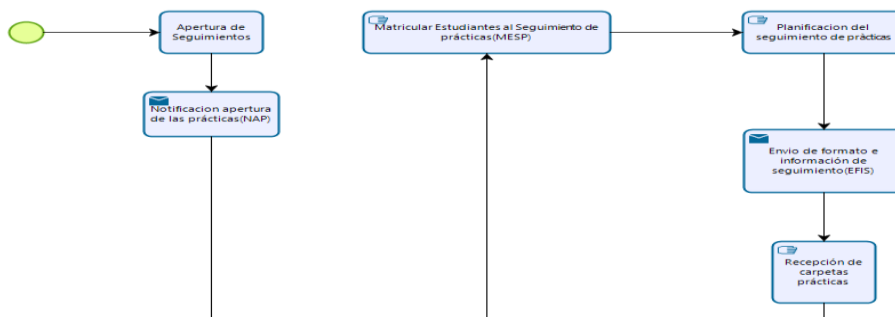 Apertura de
Seguimientos
Notificacion apertura
de las prácticas(NAP)
Matricular Estudiantes al Seguimiento de
prácticas(MESP)
Planificacion del
seguimiento de prácticas
Envio de formato e
información de
seguimiento(EFIS)
Recepción de
carpetas
prácticas